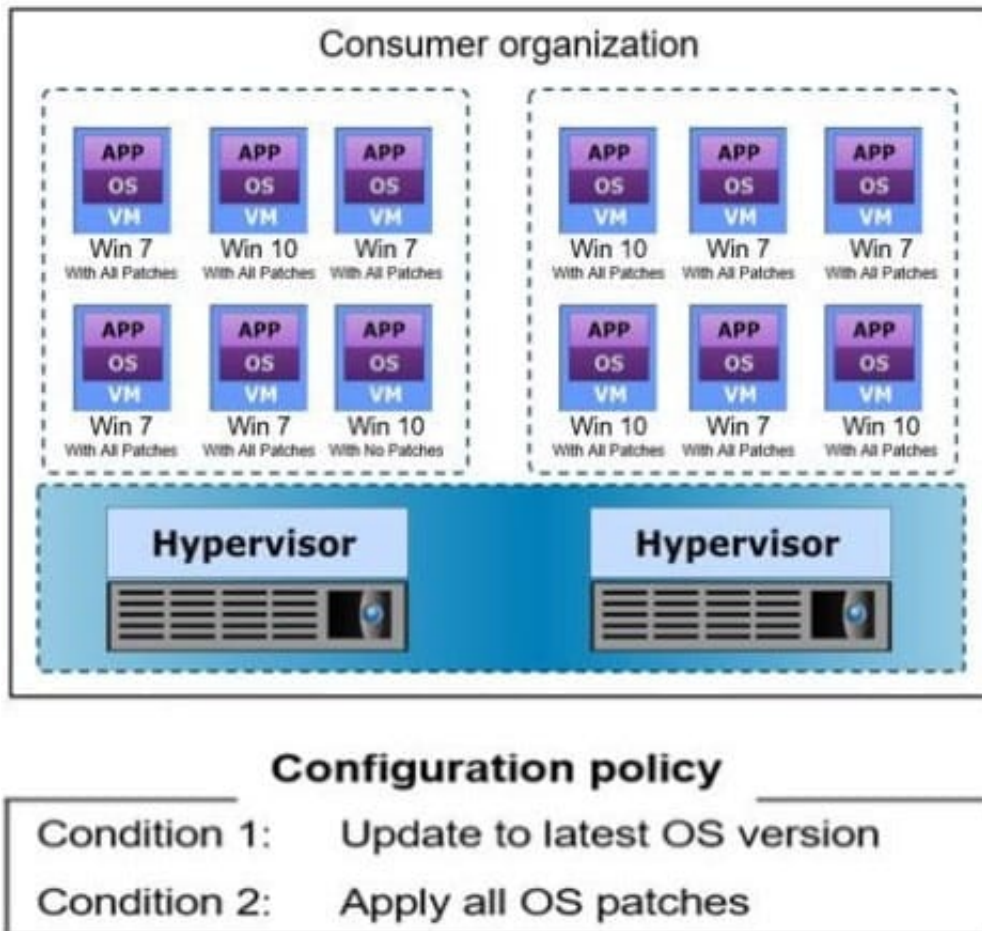 Consumer organization
APP APP APP APP APP APP
OS OS OS OS OS OS
VM VM VM VM VM VM
Win 7 Win 10 Win 7 Win 10 Win 7 Win 7
With All Patches With All Patches With All Patches With All Patches With All Patches With All Patches
APP APP APP APP APP APP
OS OS OS OS OS OS
VM VM VM VM VM VM
Win 7 Win 7 Win 10 Win 10 Win 7 Win 10
With All Patches With All Patches With No Patches With All Patches With All Patches With All Patches
Hypervisor Hypervisor
Configuration policy
Condition 1: Update to latest OS version
Condition 2: Apply all OS patches